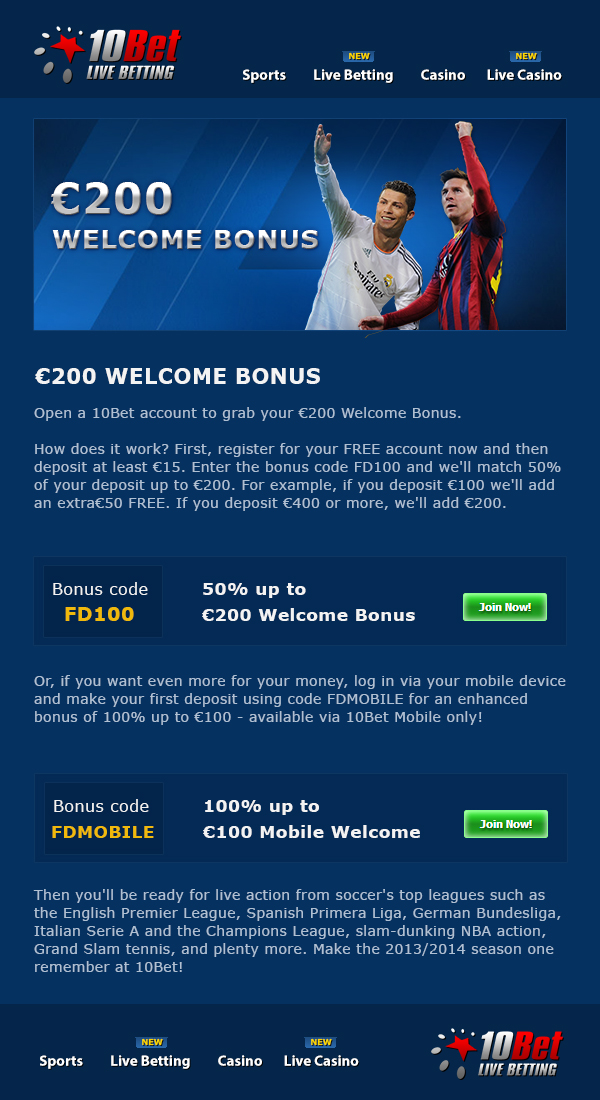 10Bet
LIVE BETTING
NEW
NEW
Sports
Live Betting
Casino
Live Casino
€200
WELCOME BONUS
Fly
Emirates
€200 WELCOME BONUS
Open a 10Bet account to grab your €200 Welcome Bonus.
How does it work? First, register for your FREE account now and then
deposit at least €15. Enter the bonus code FD100 and we'll match 50%
of your deposit up to €200. For example, if you deposit €100 we'll add
an extra€50 FREE. If you deposit €400 or more, we'll add €200.
Bonus code
FD100
50% up to
€200 Welcome Bonus
Join Now!
Or, if you want even more for your money, log in via your mobile device
and make your first deposit using code FDMOBILE for an enhanced
bonus of 100% up to €100 - available via 10Bet Mobile only!
Bonus code
FDMOBILE
100% up to
€100 Mobile Welcome
Join Now!
Then you'll be ready for live action from soccer's top leagues such as
the English Premier League, Spanish Primera Liga, German Bundesliga,
Italian Serie A and the Champions League, slam-dunking NBA action,
Grand Slam tennis, and plenty more. Make the 2013/2014 season one
remember at 10Bet!
NEW
NEW
Sports
Live Betting
Casino
Live Casino
10Bet
LIVE BETTING